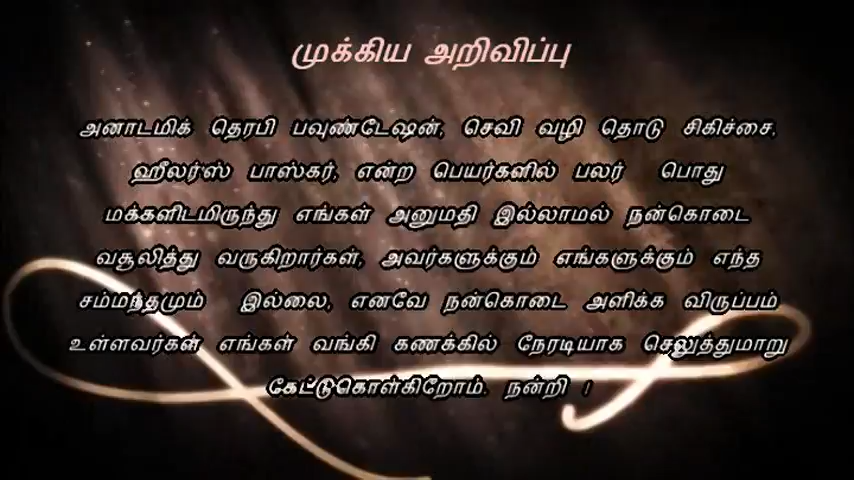 முக்கிய அறிவிப்பு
அனாடமிக் தெரபி பவுண்டேஷன், செவி வழி தொடு சிகிச்சை,
ஹீலர்ஸ் பாஸ்கர், என்ற பெயர்களில் பலர் பொது
மக்களிடமிருந்து எங்கள் அனுமதி இல்லாமல் நன்கொடை
வசூலித்து வருகிறார்கள், அவர்களுக்கும் எங்களுக்கும் எந்த
சம்மந்தமும் இல்லை, எனவே நன்கொடை அளிக்க விருப்பம்
உள்ளவர்கள் எங்கள் வங்கி கணக்கில் நேரடியாக செலுத்துமாறு
கேட்டுகொள்கிறோம். நன்றி !